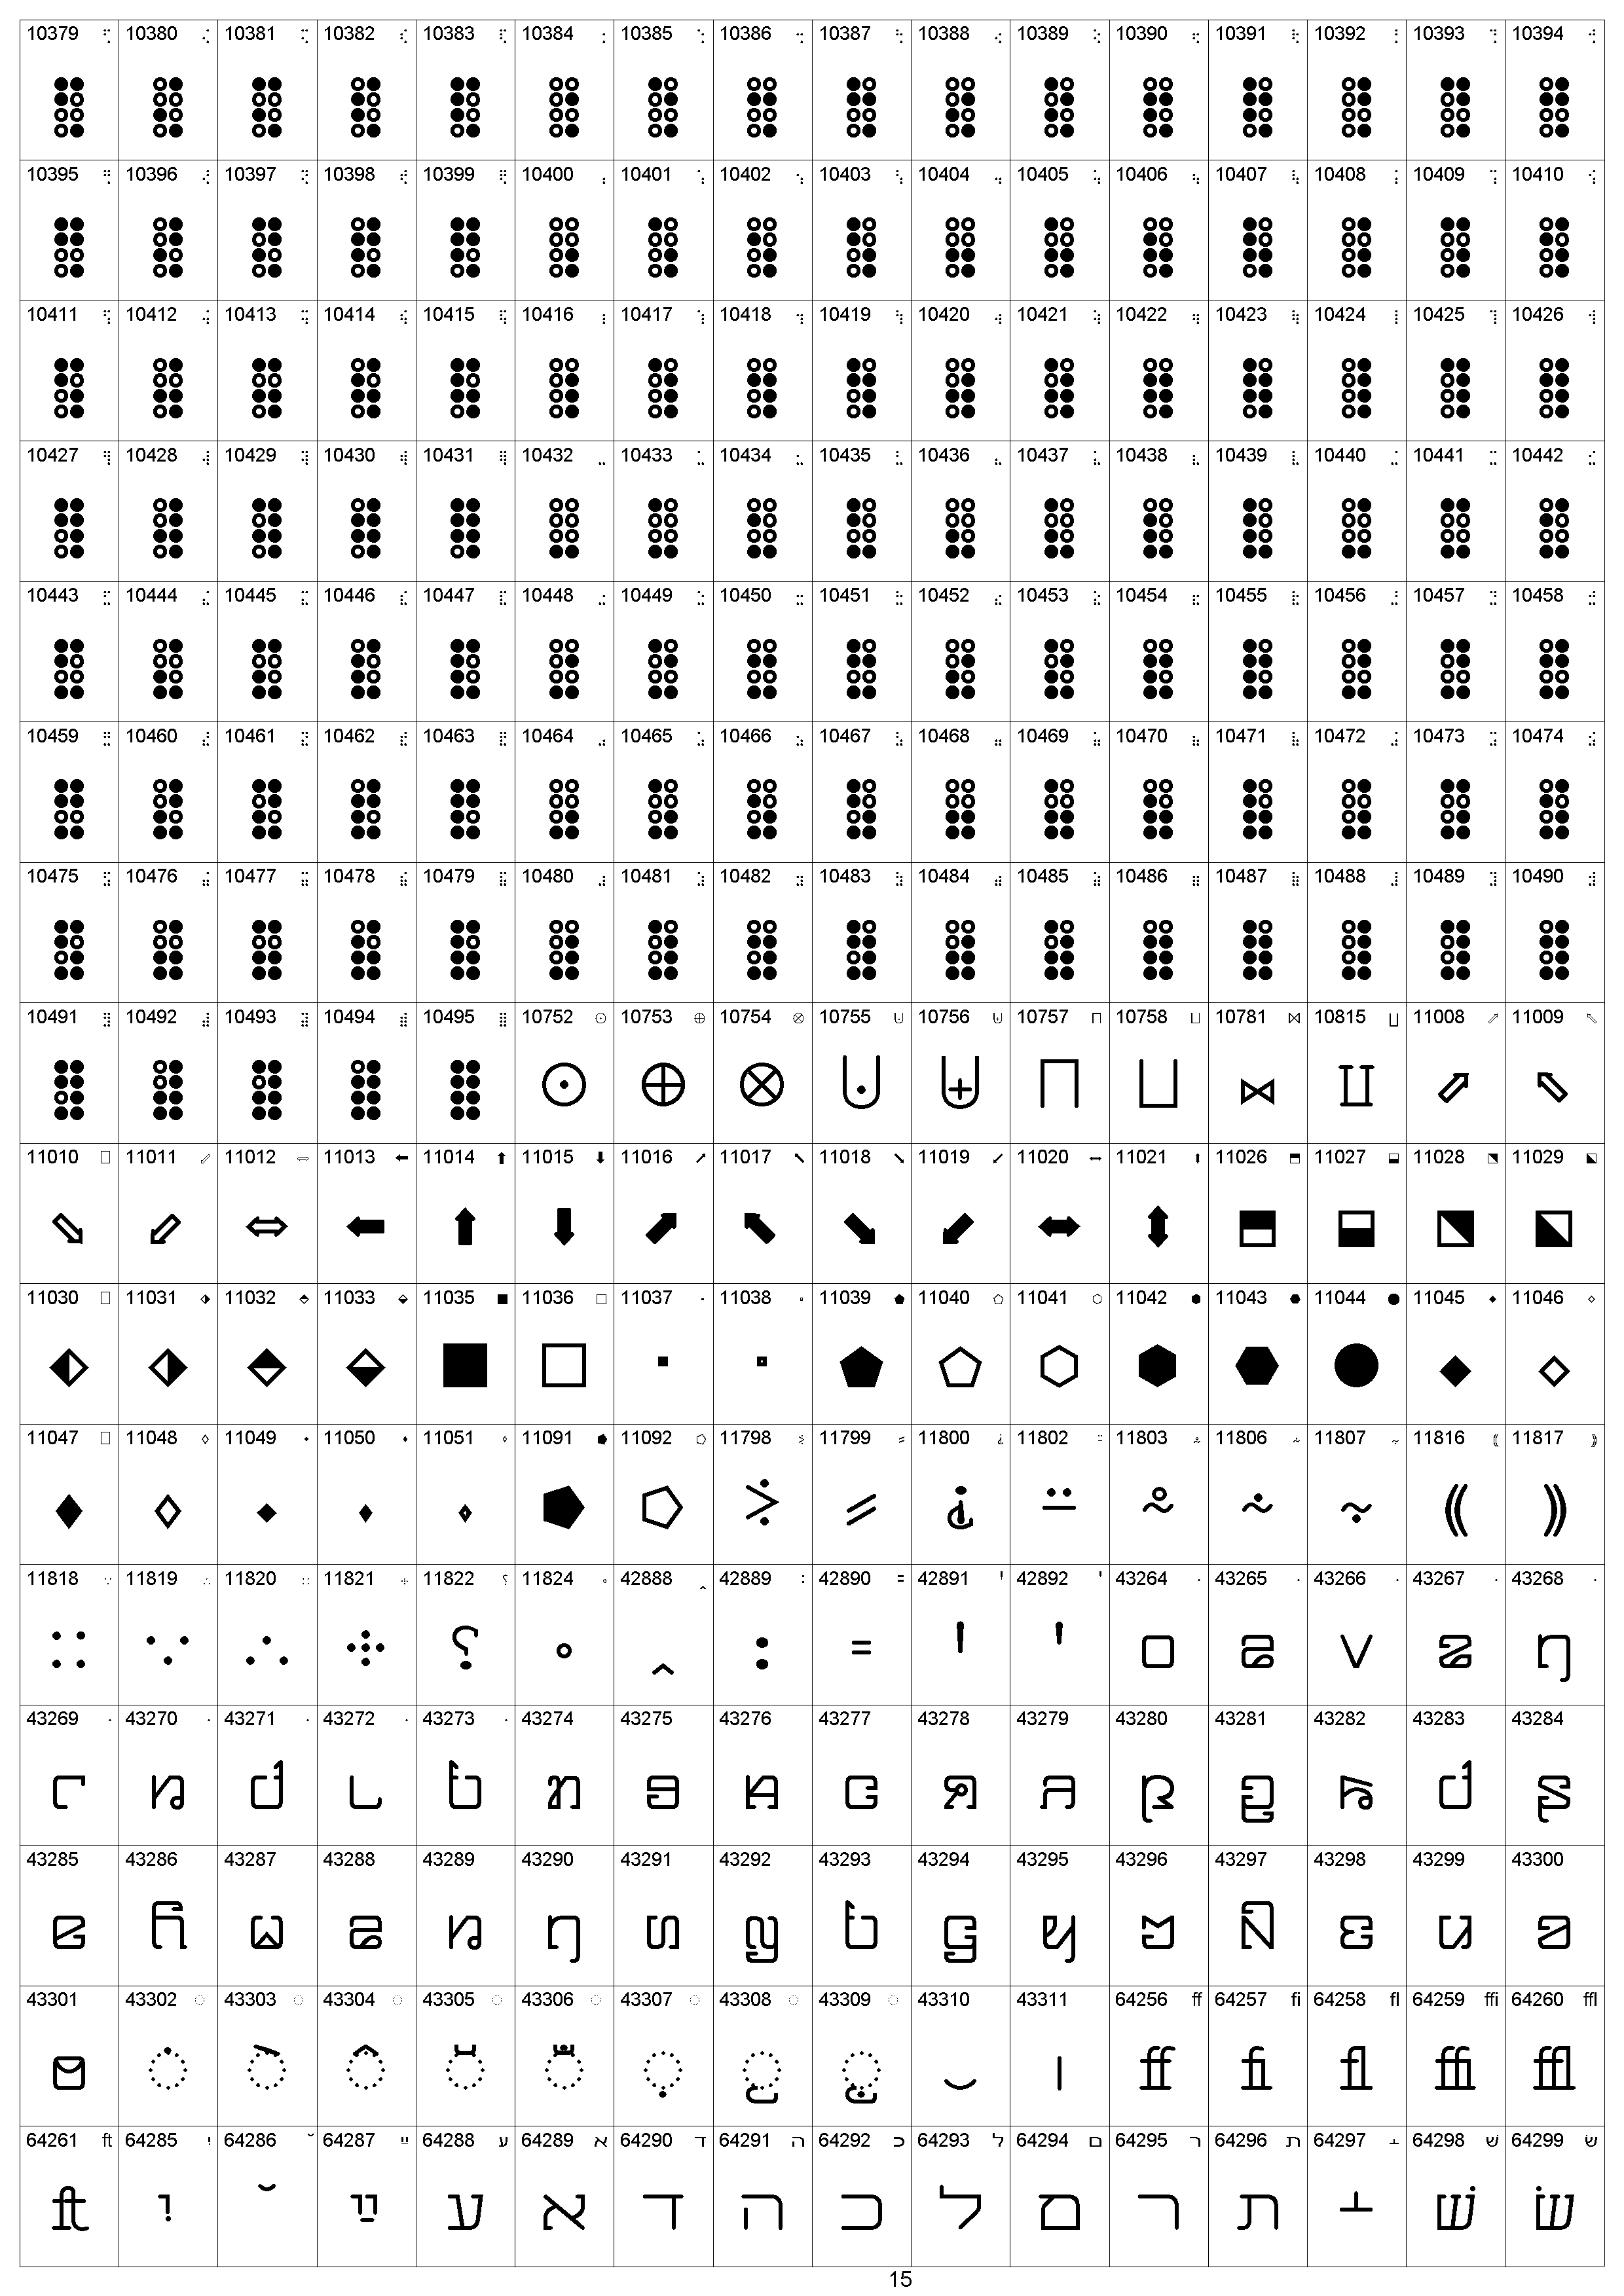 10379 10380 10381 10382 10383 10384 10385 10386 10387 10388 10389 10390 10391 10392 10393 10394
⢋ ⢌ ⢍ ⢎ ⢏ ⢐ ⢑ ⢒ ⢓ ⢔ ⢕ ⢖ ⢗ ⢘ ⢙ ⢚
10395 10396 10397 10398 10399 10400 10401 10402 10403 10404 10405 10406 10407 10408 10409 10410
⢛ ⢜ ⢝ ⢞ ⢟ ⢠ ⢡ ⢢ ⢣ ⢤ ⢥ ⢦ ⢧ ⢨ ⢩ ⢪
10411 10412 10413 10414 10415 10416 10417 10418 10419 10420 10421 10422 10423 10424 10425 10426
⢫ ⢬ ⢭ ⢮ ⢯ ⢰ ⢱ ⢲ ⢳ ⢴ ⢵ ⢶ ⢷ ⢸ ⢹ ⢺
10427 10428 10429 10430 10431 10432 10433 10434 10435 10436 10437 10438 10439 10440 10441 10442
⢻ ⢼ ⢽ ⢾ ⢿ ⣀ ⣁ ⣂ ⣃ ⣄ ⣅ ⣆ ⣇ ⣈ ⣉ ⣊
10443 10444 10445 10446 10447 10448 10449 10450 10451 10452 10453 10454 10455 10456 10457 10458
⣋ ⣌ ⣍ ⣎ ⣏ ⣐ ⣑ ⣒ ⣓ ⣔ ⣕ ⣖ ⣗ ⣘ ⣙ ⣚
10459 10460 10461 10462 10463 10464 10465 10466 10467 10468 10469 10470 10471 10472 10473 10474
⣛ ⣜ ⣝ ⣞ ⣟ ⣠ ⣡ ⣢ ⣣ ⣤ ⣥ ⣦ ⣧ ⣨ ⣩ ⣪
10475 10476 10477 10478 10479 10480 10481 10482 10483 10484 10485 10486 10487 10488 10489 10490
⣫ ⣬ ⣭ ⣮ ⣯ ⣰ ⣱ ⣲ ⣳ ⣴ ⣵ ⣶ ⣷ ⣸ ⣹ ⣺
10491 10492 10493 10494 10495 10752 10753 10754 10755 10756 10757 10758 10781 10815 11008 11009
⣻ ⣼ ⣽ ⣾ ⣿ ⨀ ⨁ ⨂ ⨃ ⨄ ⨅ ⨆ ⨝ ⨿ ⬀ ⬁
11010 11011 11012 11013 11014 11015 11016 11017 11018 11019 11020 11021 11026 11027 11028 11029
⬂ ⬃ ⬄ ⬅ ⬆ ⬇ ⬈ ⬉ ⬊ ⬋ ⬌ ⬍ ⬒ ⬓ ⬔ ⬕
11030 11031 11032 11033 11035 11036 11037 11038 11039 11040 11041 11042 11043 11044 11045 11046
⬖ ⬗ ⬘ ⬙ ⬛ ⬜ ⬝ ⬞ ⬟ ⬠ ⬡ ⬢ ⬣ ⬤ ⬥ ⬦
11047 11048 11049 11050 11051 11091 11092 11798 11799 11800 11802 11803 11806 11807 11816 11817
⬧ ⬨ ⬩ ⬪ ⬫ ⭓ ⭔ ⸖ ⸗ ⸘ ⸚ ⸛ ⸞ ⸟ ⸨ ⸩
11818 11819 11820 11821 11822 11824 42888 42889 42890 42891 42892 43264 43265 43266 43267 43268
∷ ⸪ ⸫ ⸭ ⸮ ⸰ ꞈ ꞉ ꞊ Ꞌ ꞌ ꤀ ꤁ ꤂ ꤃ ꤄
43269 43270 43271 43272 43273 43274 43275 43276 43277 43278 43279 43280 43281 43282 43283 43284
꤅ ꤆ ꤇ ꤈ ꤉ ꤊ ꤋ ꤌ ꤍ ꤎ ꤏ ꤐ ꤑ ꤒ ꤓ ꤔ
43285 43286 43287 43288 43289 43290 43291 43292 43293 43294 43295 43296 43297 43298 43299 43300
ꤕ ꤖ ꤗ ꤘ ꤙ ꤚ ꤛ ꤜ ꤝ ꤞ ꤟ ꤠ ꤡ ꤢ ꤣ ꤤ
43301 43302 43303 43304 43305 43306 43307 43308 43309 43310 43311 64256 64257 64258 64259 64260
ꤥ ◌ꤦ ◌ꤧ ◌ꤨ ◌ꤩ ◌ꤪ ◌꤫ ◌꤬ ◌꤭ ꤮ ꤯ ff fi fl ffi ffl
64261 64285 64286 64287 64288 64289 64290 64291 64292 64293 64294 64295 64296 64297 64298 64299
ſt יִ ﬞ ײַ ﬠ ﬡ ﬢ ﬣ ﬤ ﬥ ﬦ ﬧ ﬨ ﬩ שׁ שׂ
15